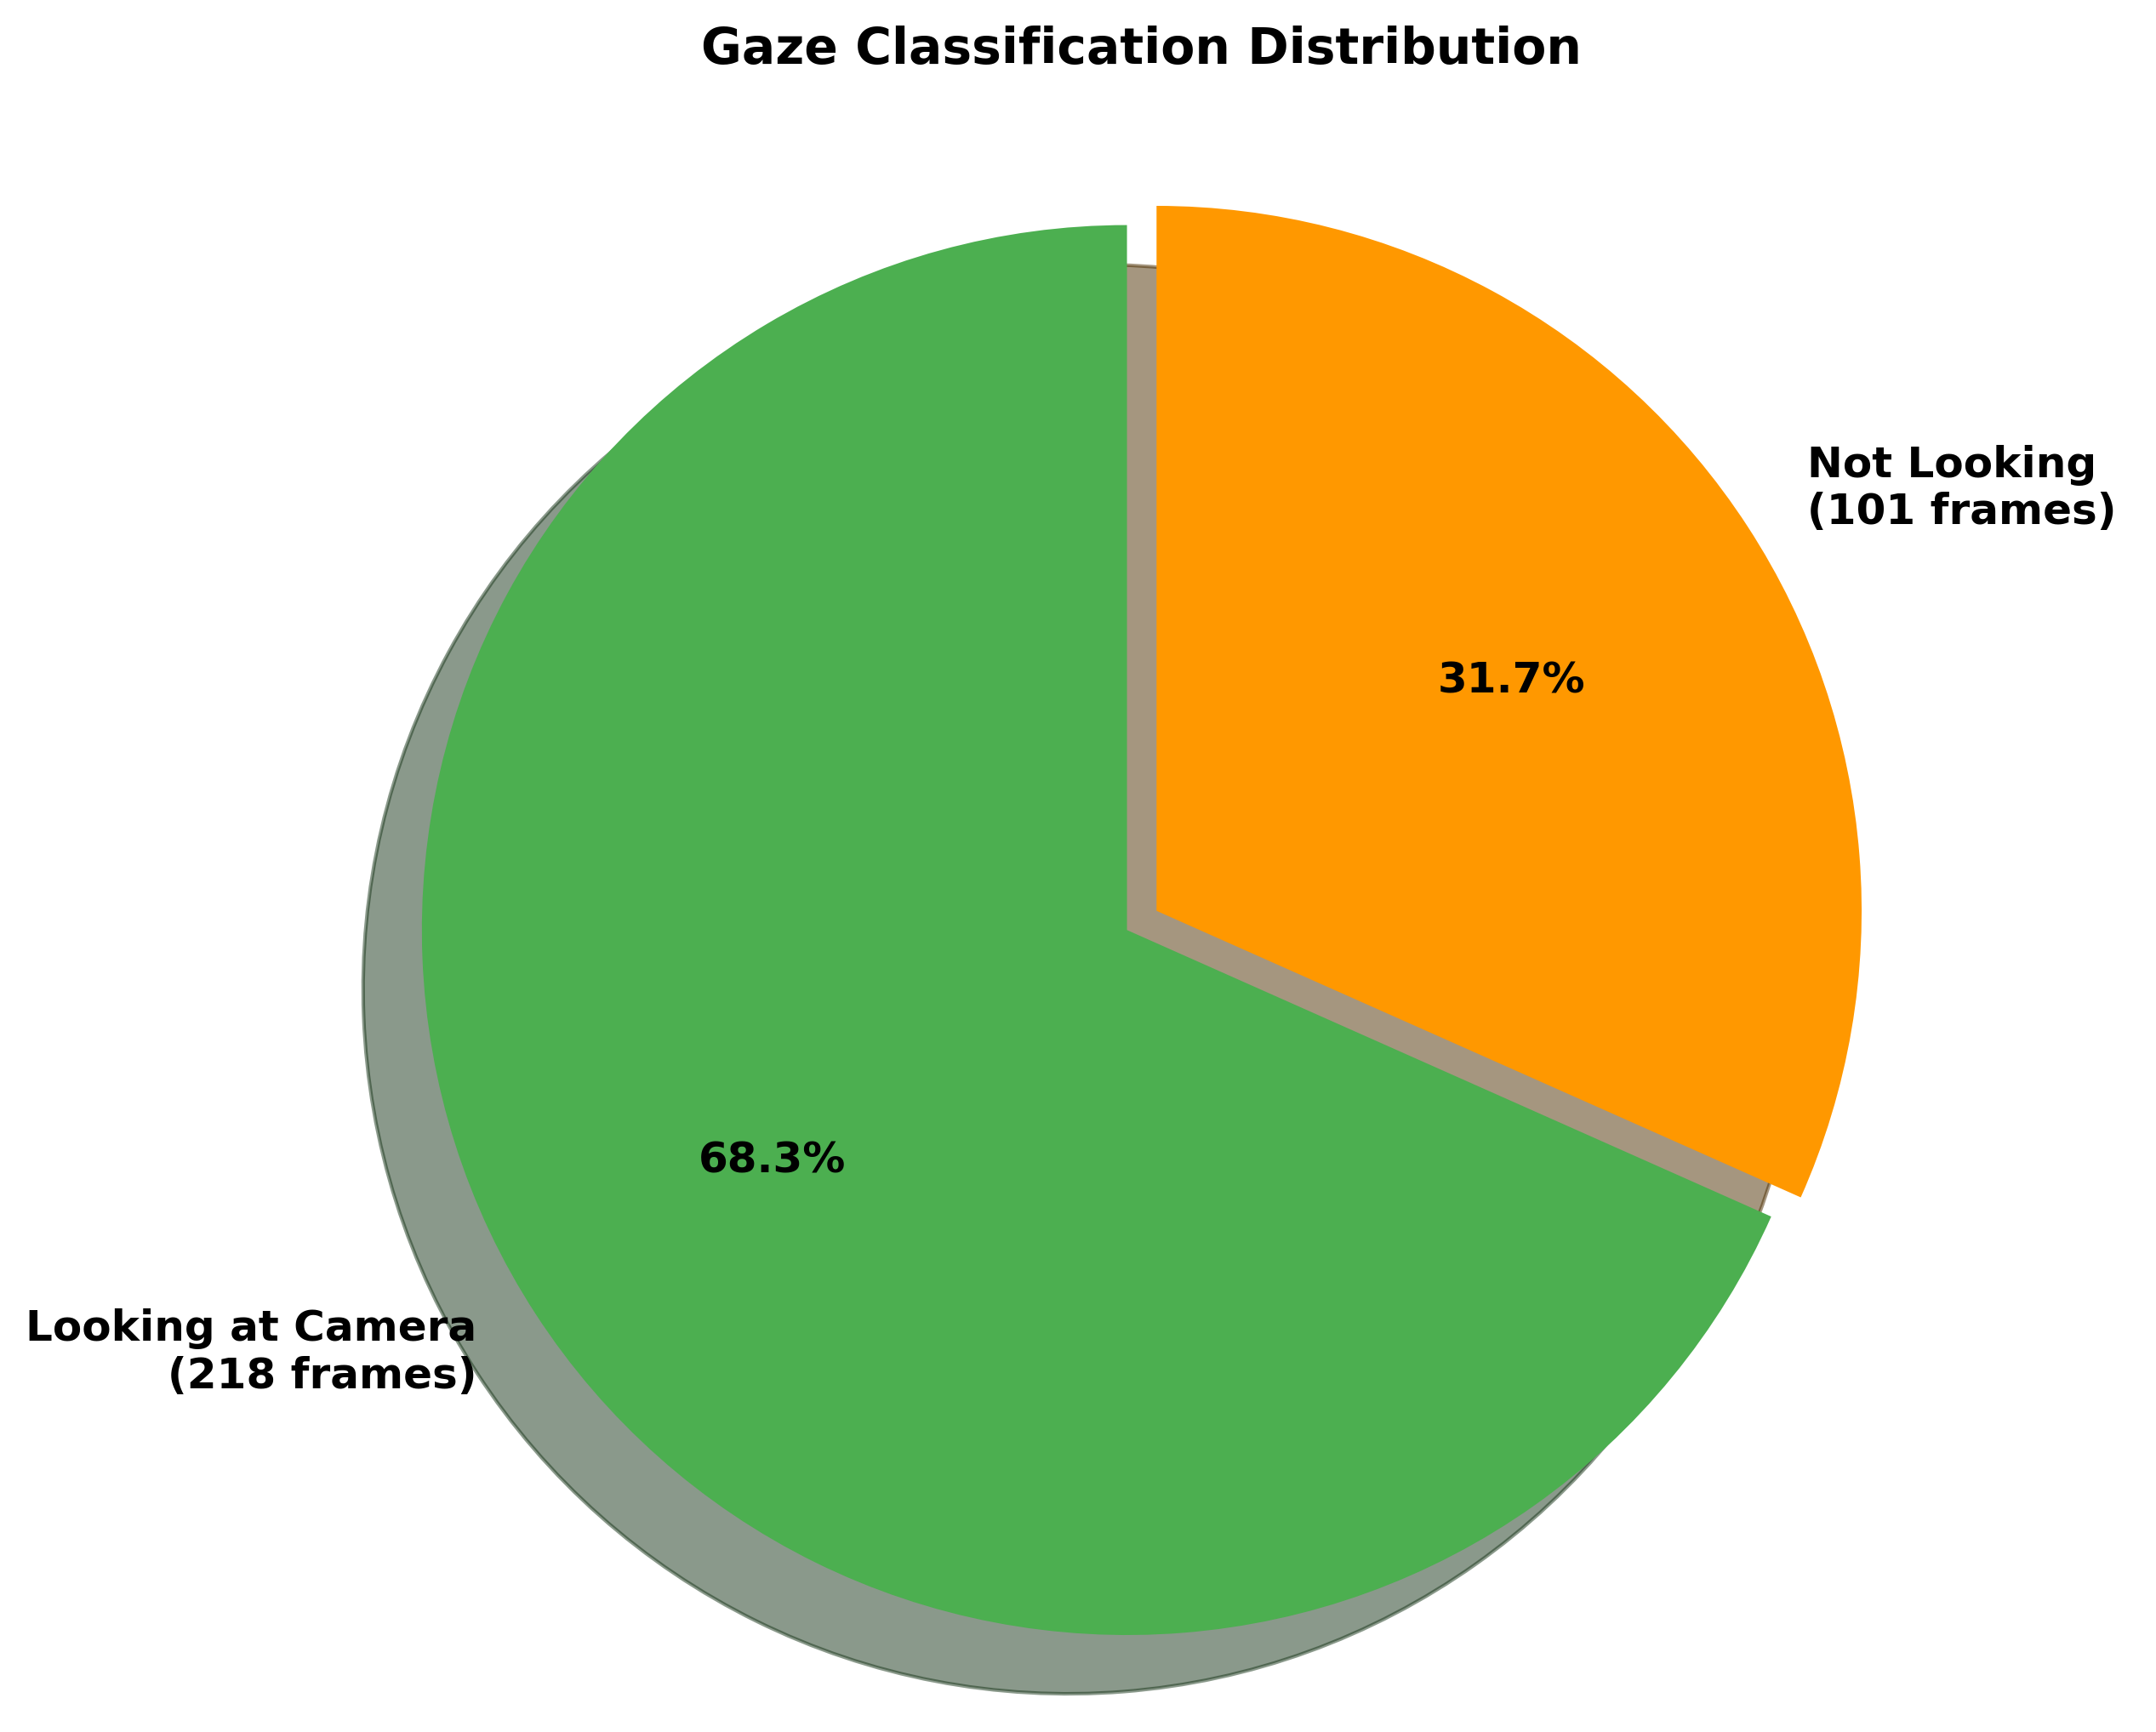 Gaze Classification Distribution
Not Looking
(101 frames)
31.7%
68.3%
Looking at Camera
(218 frames)